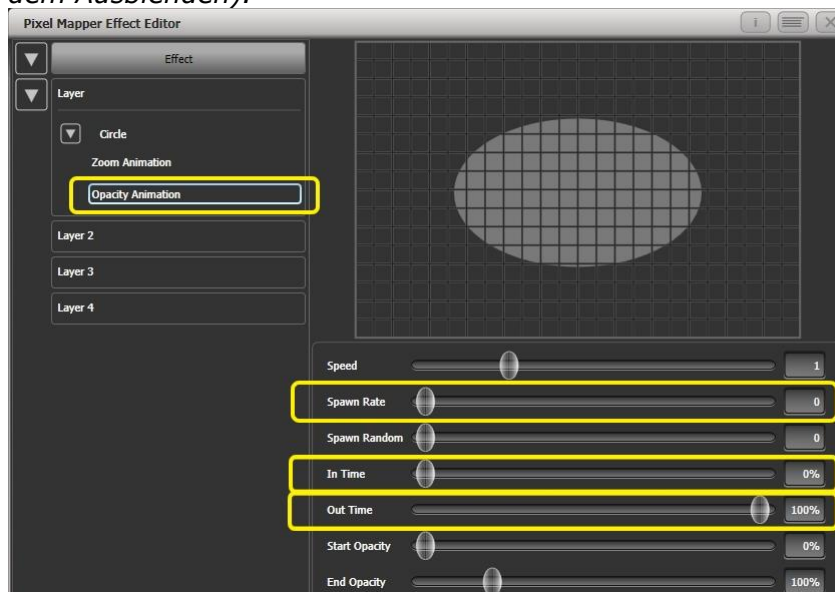 dem Ausblenden).
Pixel Mapper Effect Editor
i
Effect
Layer
Circle
Zoom Animation
Opacity Animation
Layer 2
Layer 3
Layer 4
Speed 1
Spawn Rate 0
Spawn Random 0
In Time 0%
Out Time 100%
Start Opacity 0%
End Opacity 100%